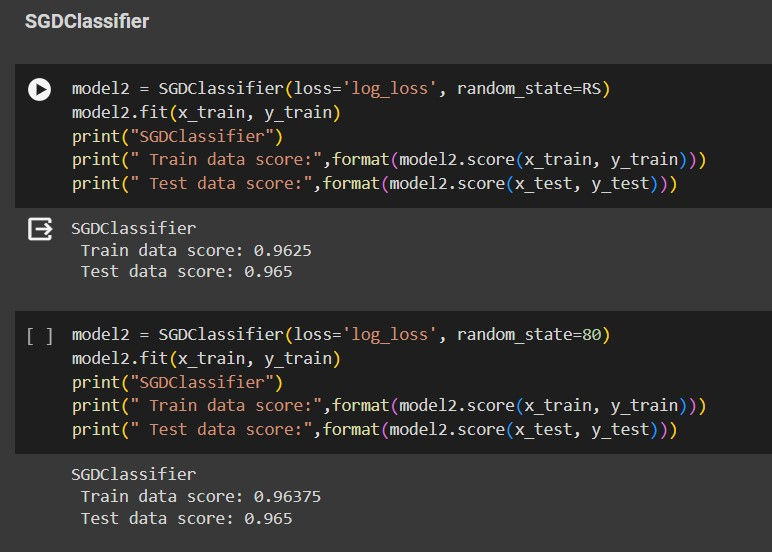 SGDClassifier
model2 = SGDClassifier(loss='log_loss', random_state=RS)
model2.fit(x_train, y_train)
print("SGDClassifier")
print(" Train data score:",format(model2.score(x_train, y_train)))
print(" Test data score:",format(model2.score(x_test, y_test)))
SGDClassifier
 Train data score: 0.9625
 Test data score: 0.965
[ ] model2 = SGDClassifier(loss='log_loss', random_state=80)
model2.fit(x_train, y_train)
print("SGDClassifier")
print(" Train data score:",format(model2.score(x_train, y_train)))
print(" Test data score:",format(model2.score(x_test, y_test)))
SGDClassifier
 Train data score: 0.96375
 Test data score: 0.965